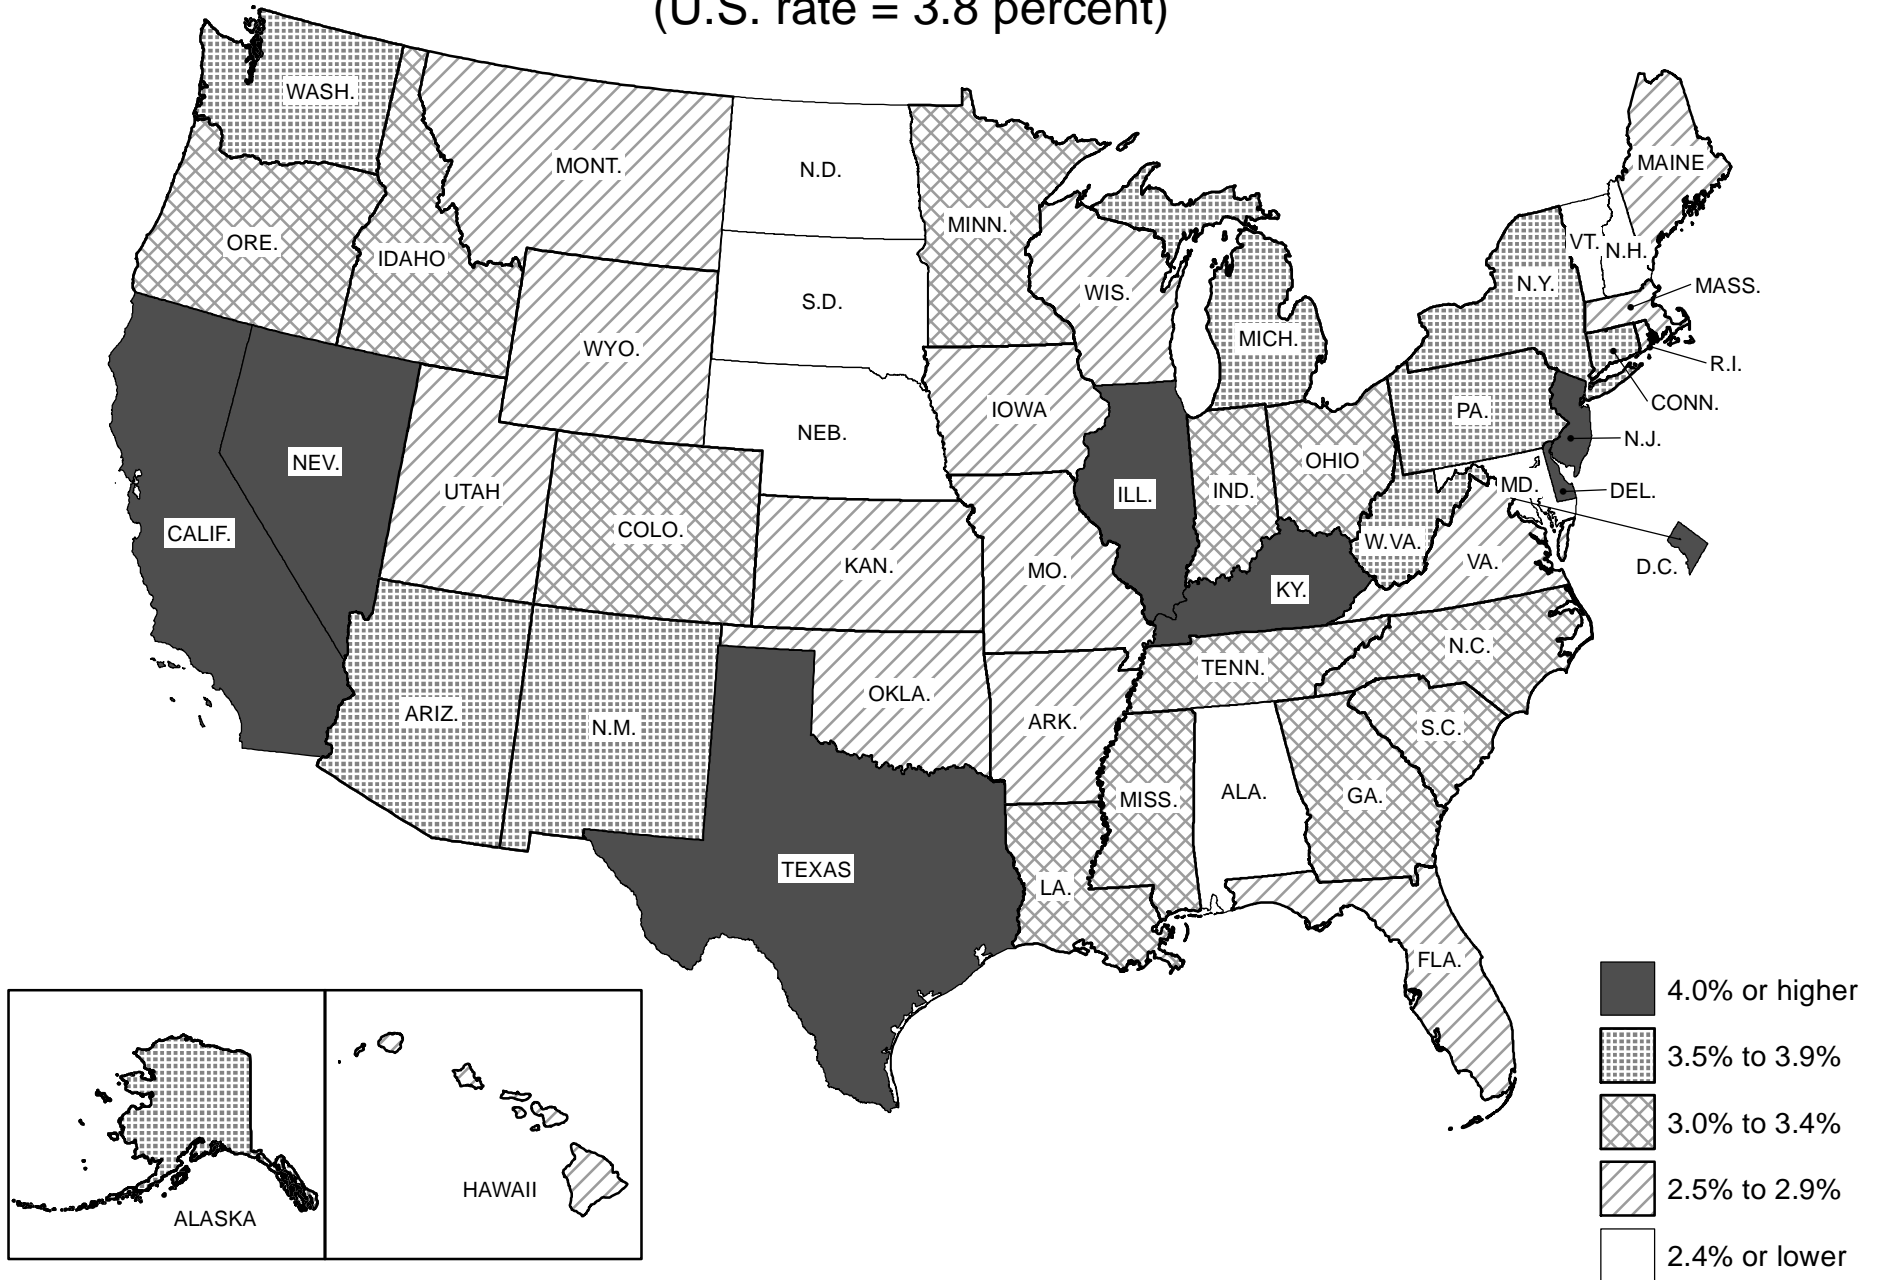 (U.S. rate = 3.8 percent)
WASH.
MONT.
N.D.
MINN.
MAINE
ORE.
IDAHO
VT.
N.H.
N.Y.
MASS.
S.D.
WIS.
WYO.
MICH.
R.I.
CONN.
IOWA
PA.
NEB.
N.J.
NEV.
UTAH
OHIO
ILL.
IND.
MD.
DEL.
CALIF.
COLO.
W.VA.
KAN.
MO.
VA.
D.C.
KY.
N.C.
TENN.
OKLA.
ARIZ.
N.M.
ARK.
S.C.
MISS.
ALA.
GA.
TEXAS
LA.
FLA.
HAWAII
ALASKA
4.0% or higher
3.5% to 3.9%
3.0% to 3.4%
2.5% to 2.9%
2.4% or lower